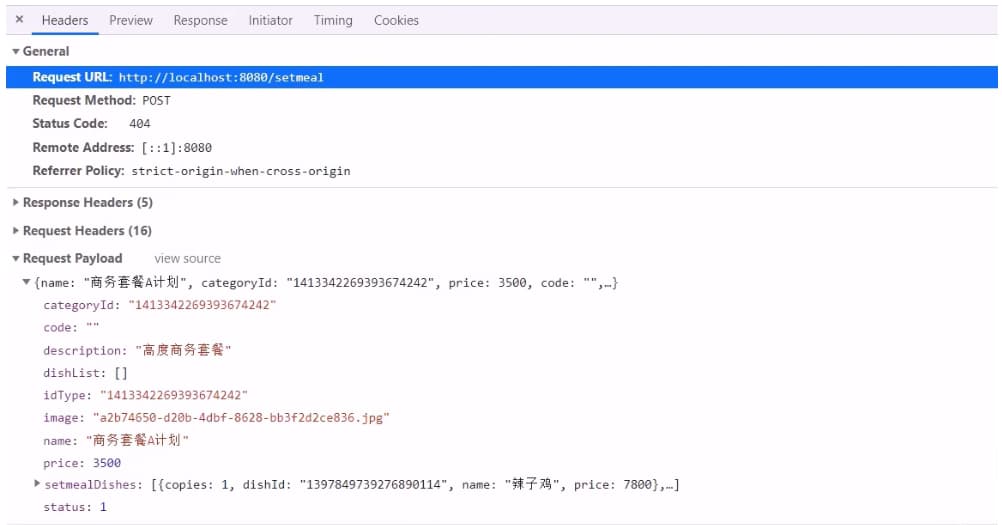 × Headers Preview Response Initiator Timing Cookies
▼ General
Request URL: http://localhost:8080/setmeal
Request Method: POST
Status Code: 404
Remote Address: [::1]:8080
Referrer Policy: strict-origin-when-cross-origin
▶ Response Headers (5)
▶ Request Headers (16)
▼ Request Payload view source
▼ {name: "商务套餐A计划", categoryId: "1413342269393674242", price: 3500, code: "",…}
categoryId: "1413342269393674242"
code: ""
description: "高度商务套餐"
dishList: []
idType: "1413342269393674242"
image: "a2b74650-d20b-4dbf-8628-bb3f2d2ce836.jpg"
name: "商务套餐A计划"
price: 3500
▶ setmealDishes: [{copies: 1, dishId: "1397849739276890114", name: "辣子鸡", price: 7800},…]
status: 1